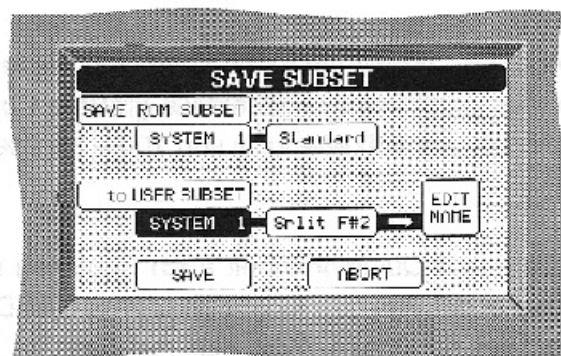 SAVE SUBSET
SAVE ROM SUBSET
SYSTEM 1 Standard
to USER SUBSET
SYSTEM 1 Split F#2
EDIT
NAME
SAVE ABORT